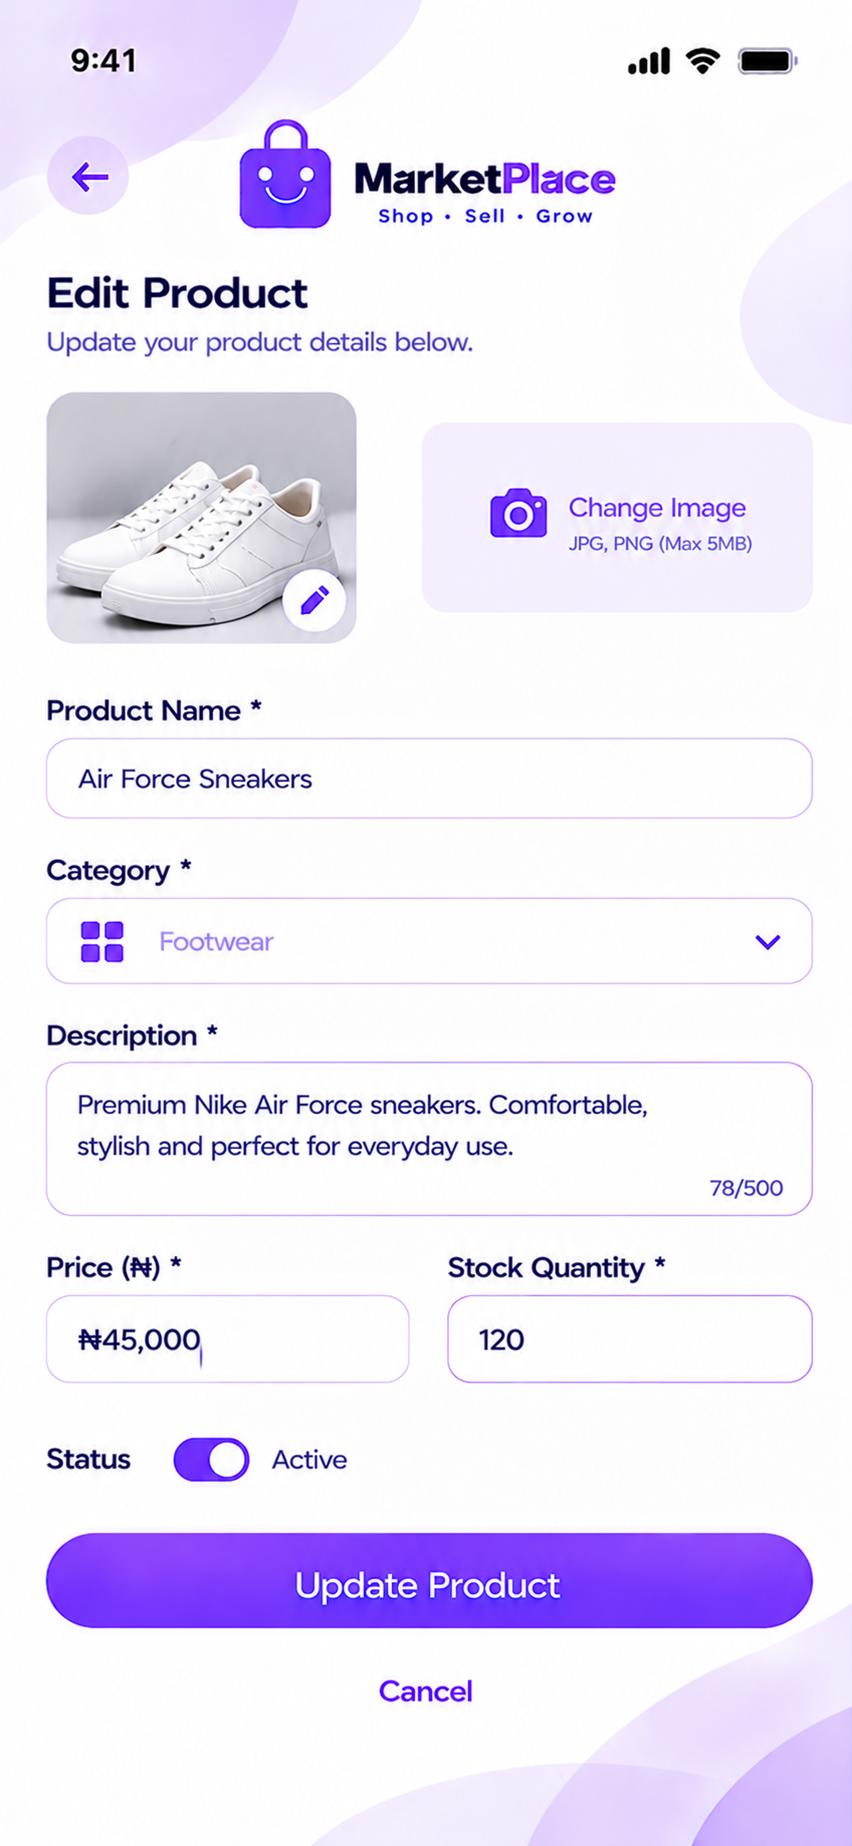 9:41
MarketPlace
Shop • Sell • Grow
Edit Product
Update your product details below.
Change Image
JPG, PNG (Max 5MB)
Product Name *
Air Force Sneakers
Category *
Footwear
Description *
Premium Nike Air Force sneakers. Comfortable,
stylish and perfect for everyday use.
78/500
Price (₦) *
Stock Quantity *
₦45,000
120
Status
Active
Update Product
Cancel